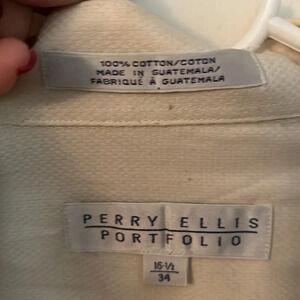 100% COTTON/COTON
MADE IN GUATEMALA/
FABRIQUÉ À GUATEMALA
PERRY ELLIS
PORTFOLIO
16-½
34